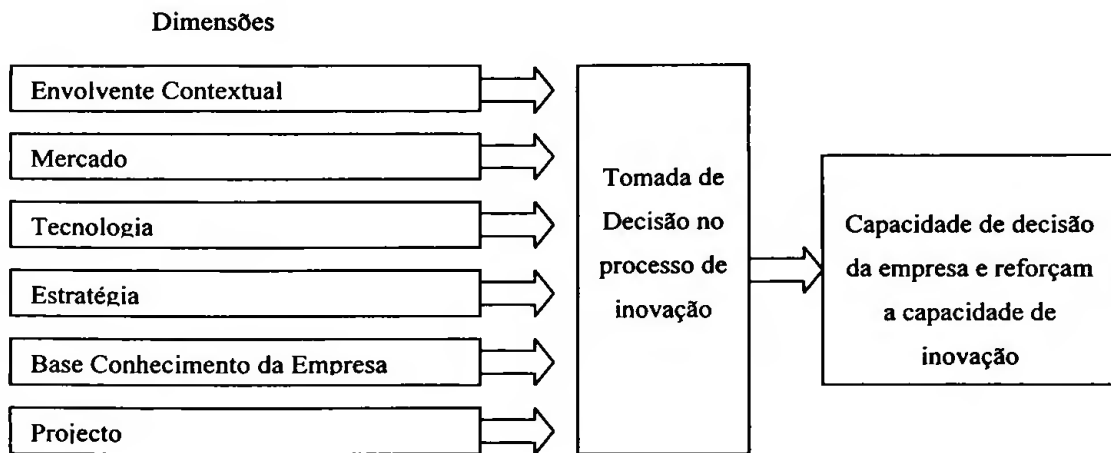 Dimensões
Envolvente Contextual
Mercado
Tecnologia
Estratégia
Base Conhecimento da Empresa
Projecto
Tomada de
Decisão no
processo de
inovação
Capacidade de decisão
da empresa e reforçam
a capacidade de
inovação